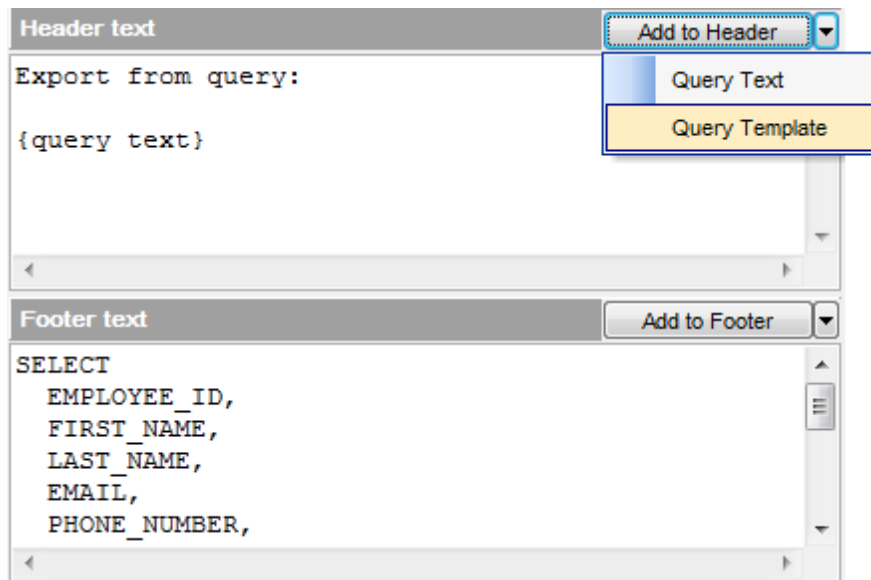 Header text
Add to Header
Export from query:
{query text}
Query Text
Query Template
Footer text
Add to Footer
SELECT
  EMPLOYEE_ID,
  FIRST_NAME,
  LAST_NAME,
  EMAIL,
  PHONE_NUMBER,